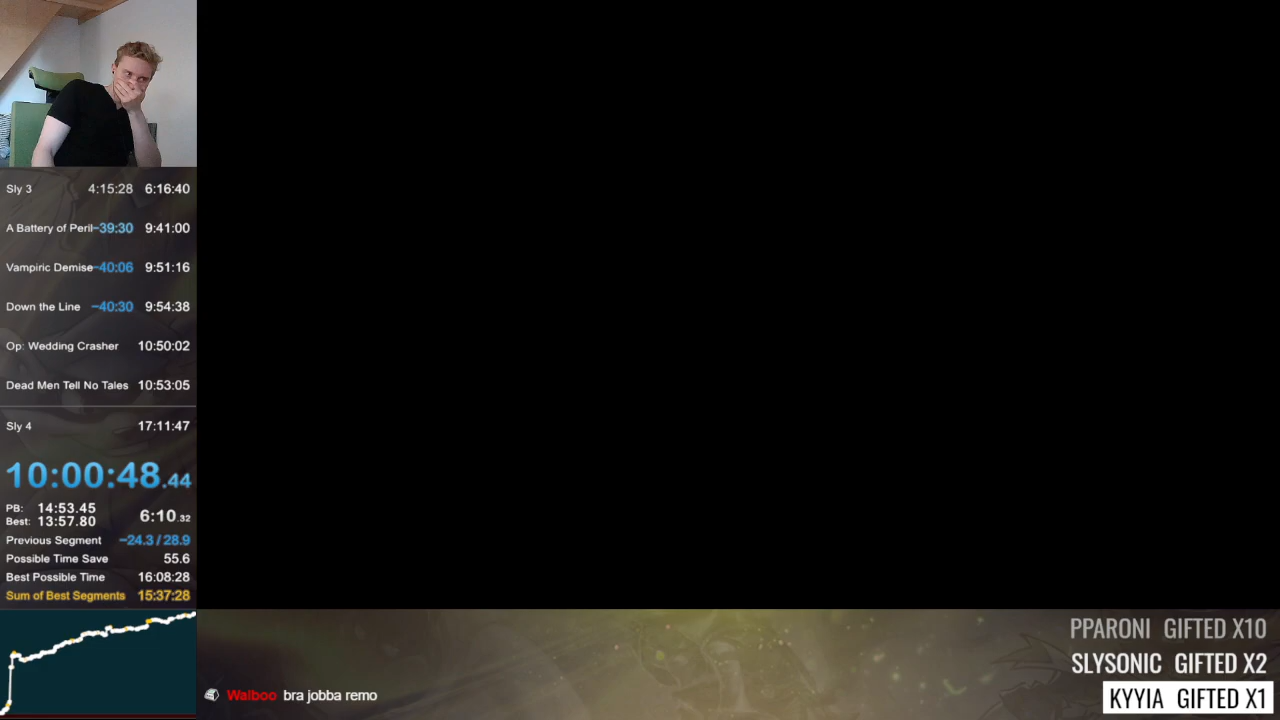 Sly 3 4:15:28 6:16:40
A Battery of Peril -39:30 9:41:00
Vampiric Demise -40:06 9:51:16
Down the Line -40:30 9:54:38
Op: Wedding Crasher 10:50:02
Dead Men Tell No Tales 10:53:05
Sly 4 17:11:47
10:00:48.44
PB: 14:53.45
Best: 13:57.80
6:10.32
Previous Segment -24.3 / 28.9
Possible Time Save 55.6
Best Possible Time 16:08:28
Sum of Best Segments 15:37:28
PPARONI GIFTED X10
SLYSONIC GIFTED X2
KYYIA GIFTED X1
Walboo bra jobba remo